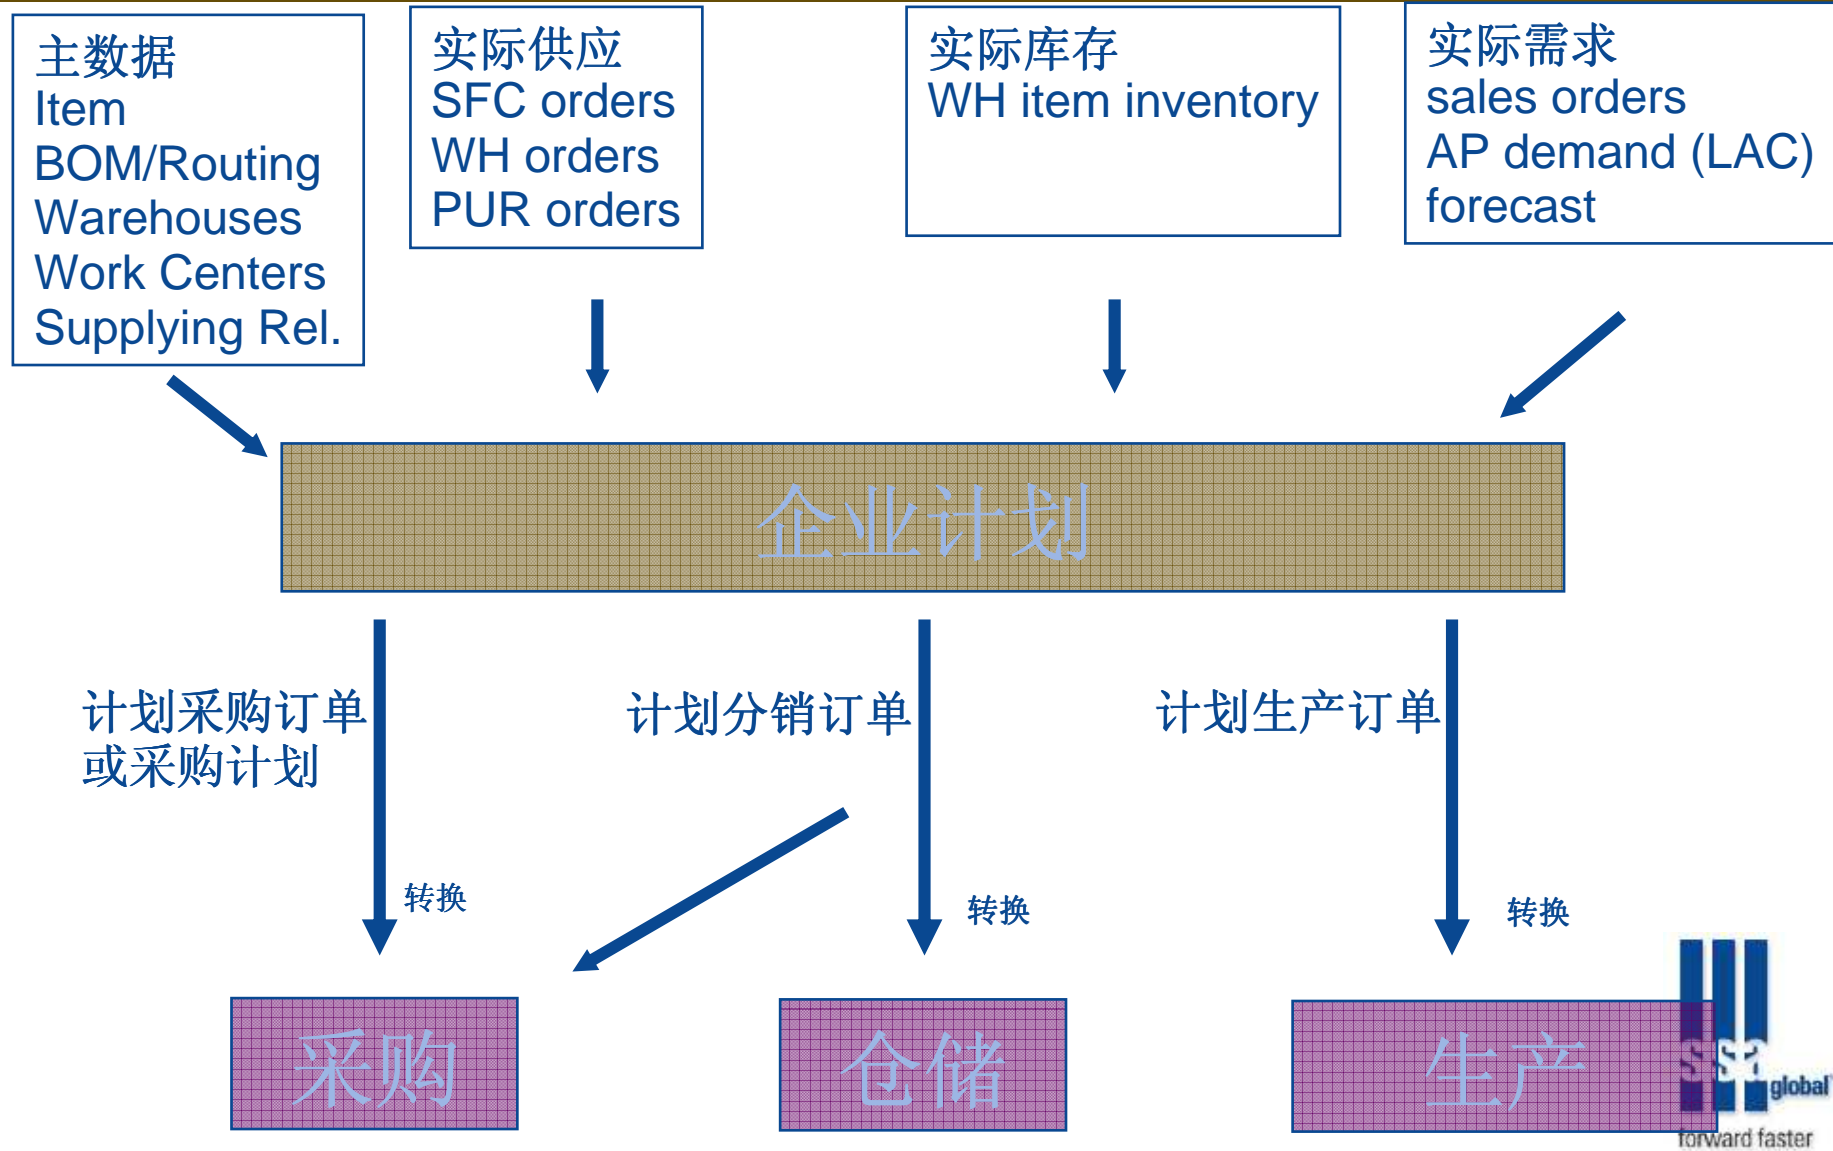 主数据
Item
BOM/Routing
Warehouses
Work Centers
Supplying Rel.
实际供应
SFC orders
WH orders
PUR orders
实际库存
WH item inventory
实际需求
sales orders
AP demand (LAC)
forecast
企业计划
计划采购订单
或采购计划
计划分销订单
计划生产订单
转换
转换
转换
采购
仓储
生产
SSA
global
forward faster